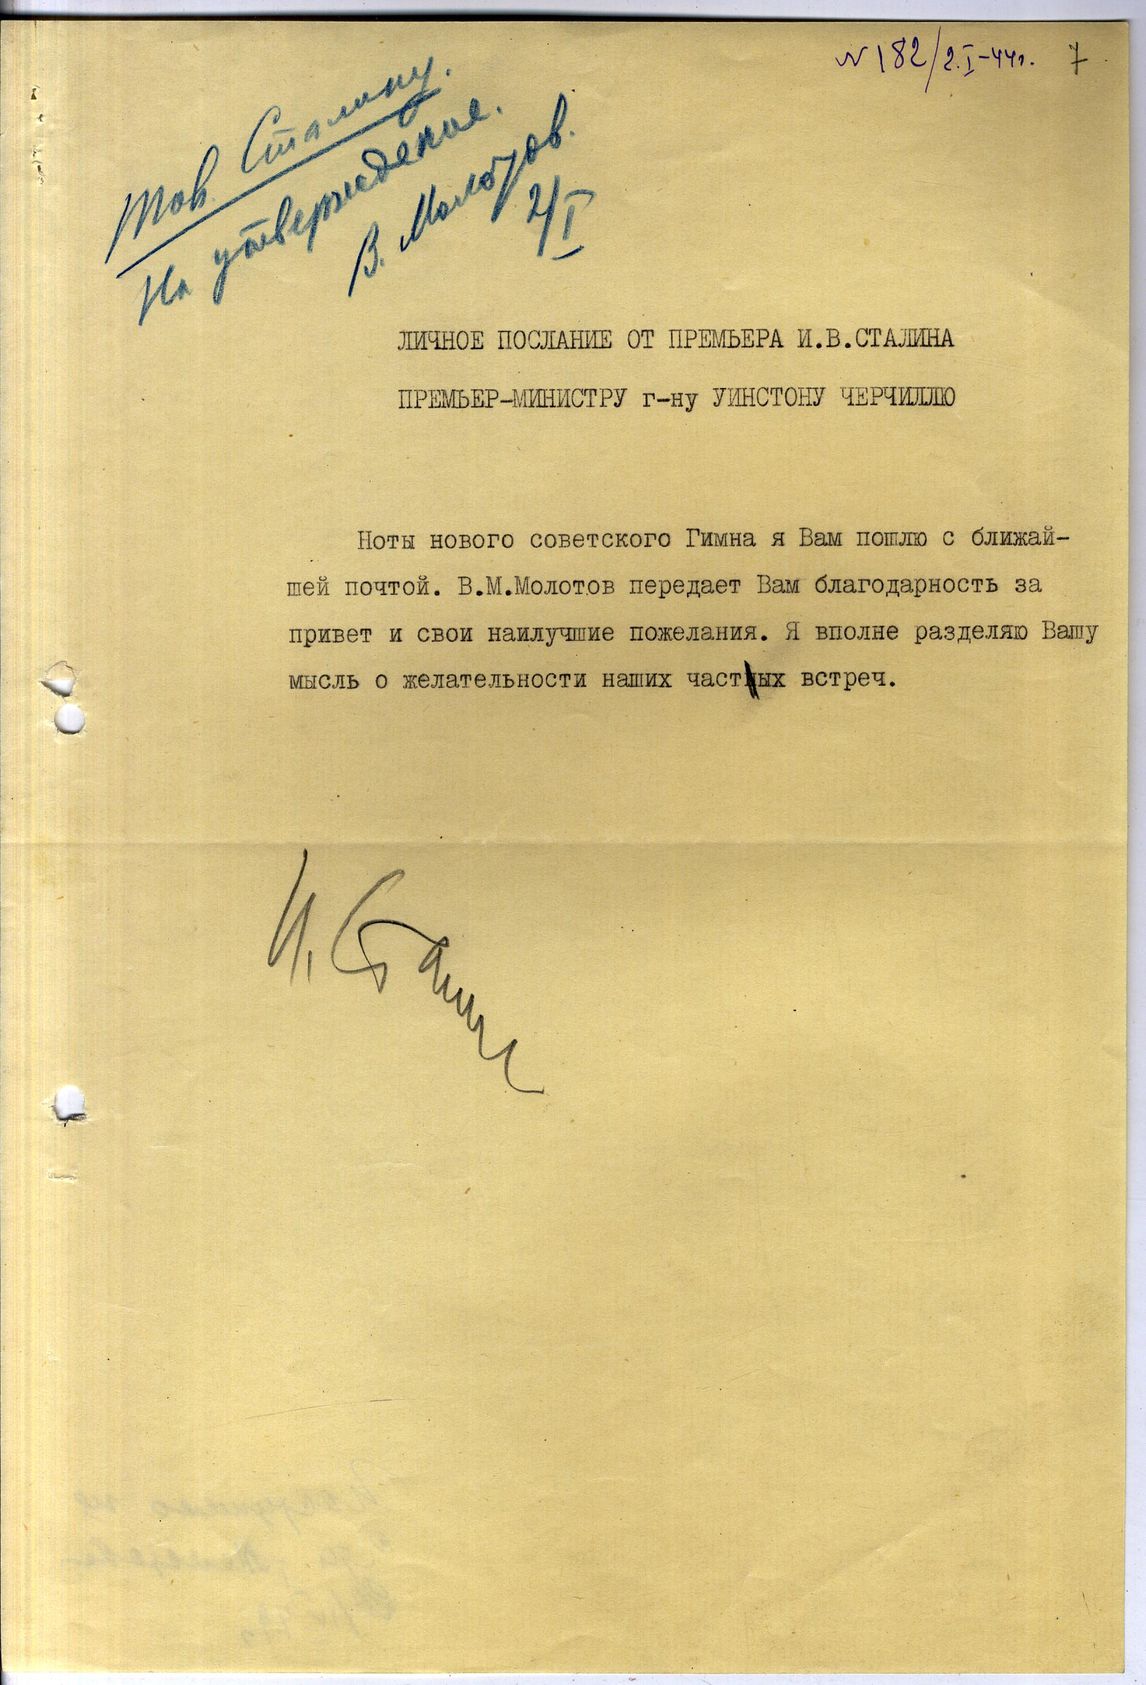 N 182/2.I-44г. 7
Тов. Сталину.
На утверждение.
В. Молотов.
2/I
ЛИЧНОЕ ПОСЛАНИЕ ОТ ПРЕМЬЕРА И.В.СТАЛИНА
ПРЕМЬЕР-МИНИСТРУ г-ну УИНСТОНУ ЧЕРЧИЛЛЮ
Ноты нового советского Гимна я Вам пошлю с ближай-
шей почтой. В.М.Молотов передает Вам благодарность за
привет и свои наилучшие пожелания. Я вполне разделяю Вашу
мысль о желательности наших частых встреч.
И. Сталин